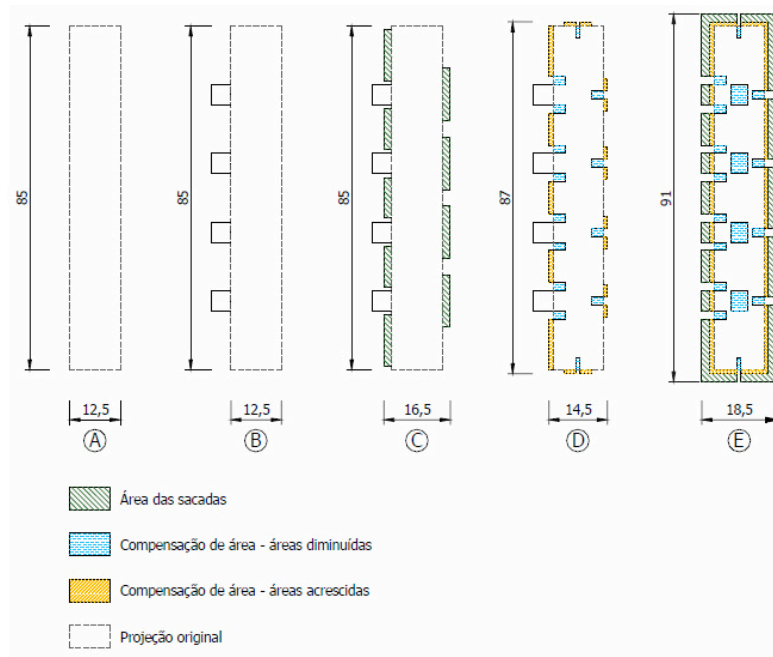 85
85
85
87
91
12,5
12,5
16,5
14,5
18,5
A
B
C
D
E
Área das sacadas
Compensação de área - áreas diminuídas
Compensação de área - áreas acrescidas
Projeção original